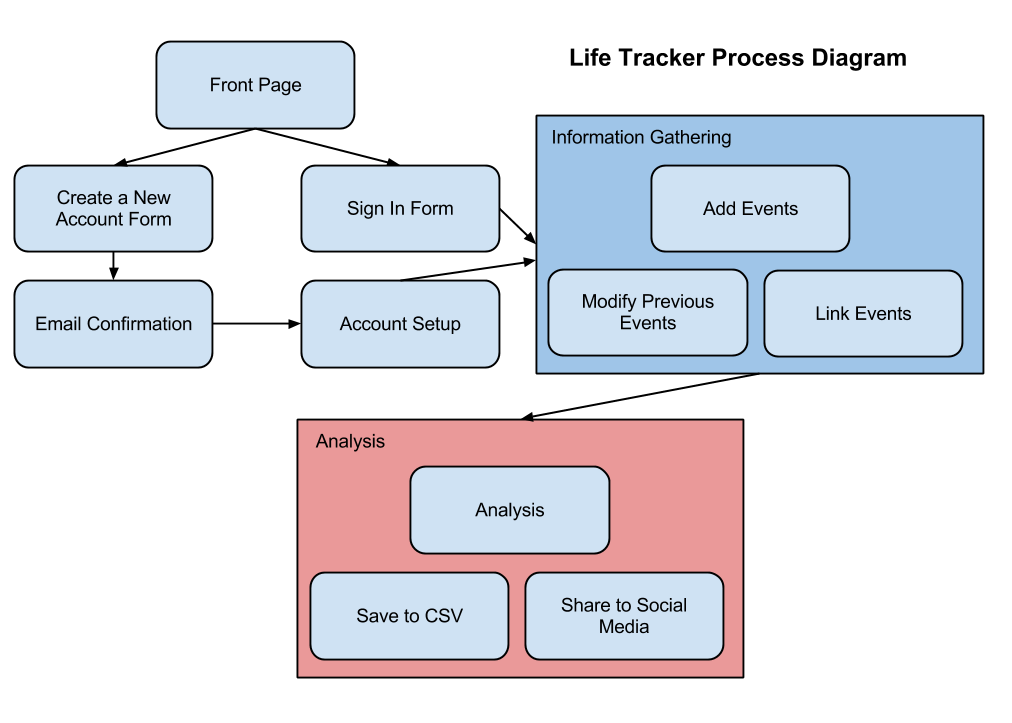 Life Tracker Process Diagram
Front Page
Create a New
Account Form
Sign In Form
Email Confirmation
Account Setup
Information Gathering
Add Events
Modify Previous
Events
Link Events
Analysis
Analysis
Save to CSV
Share to Social
Media